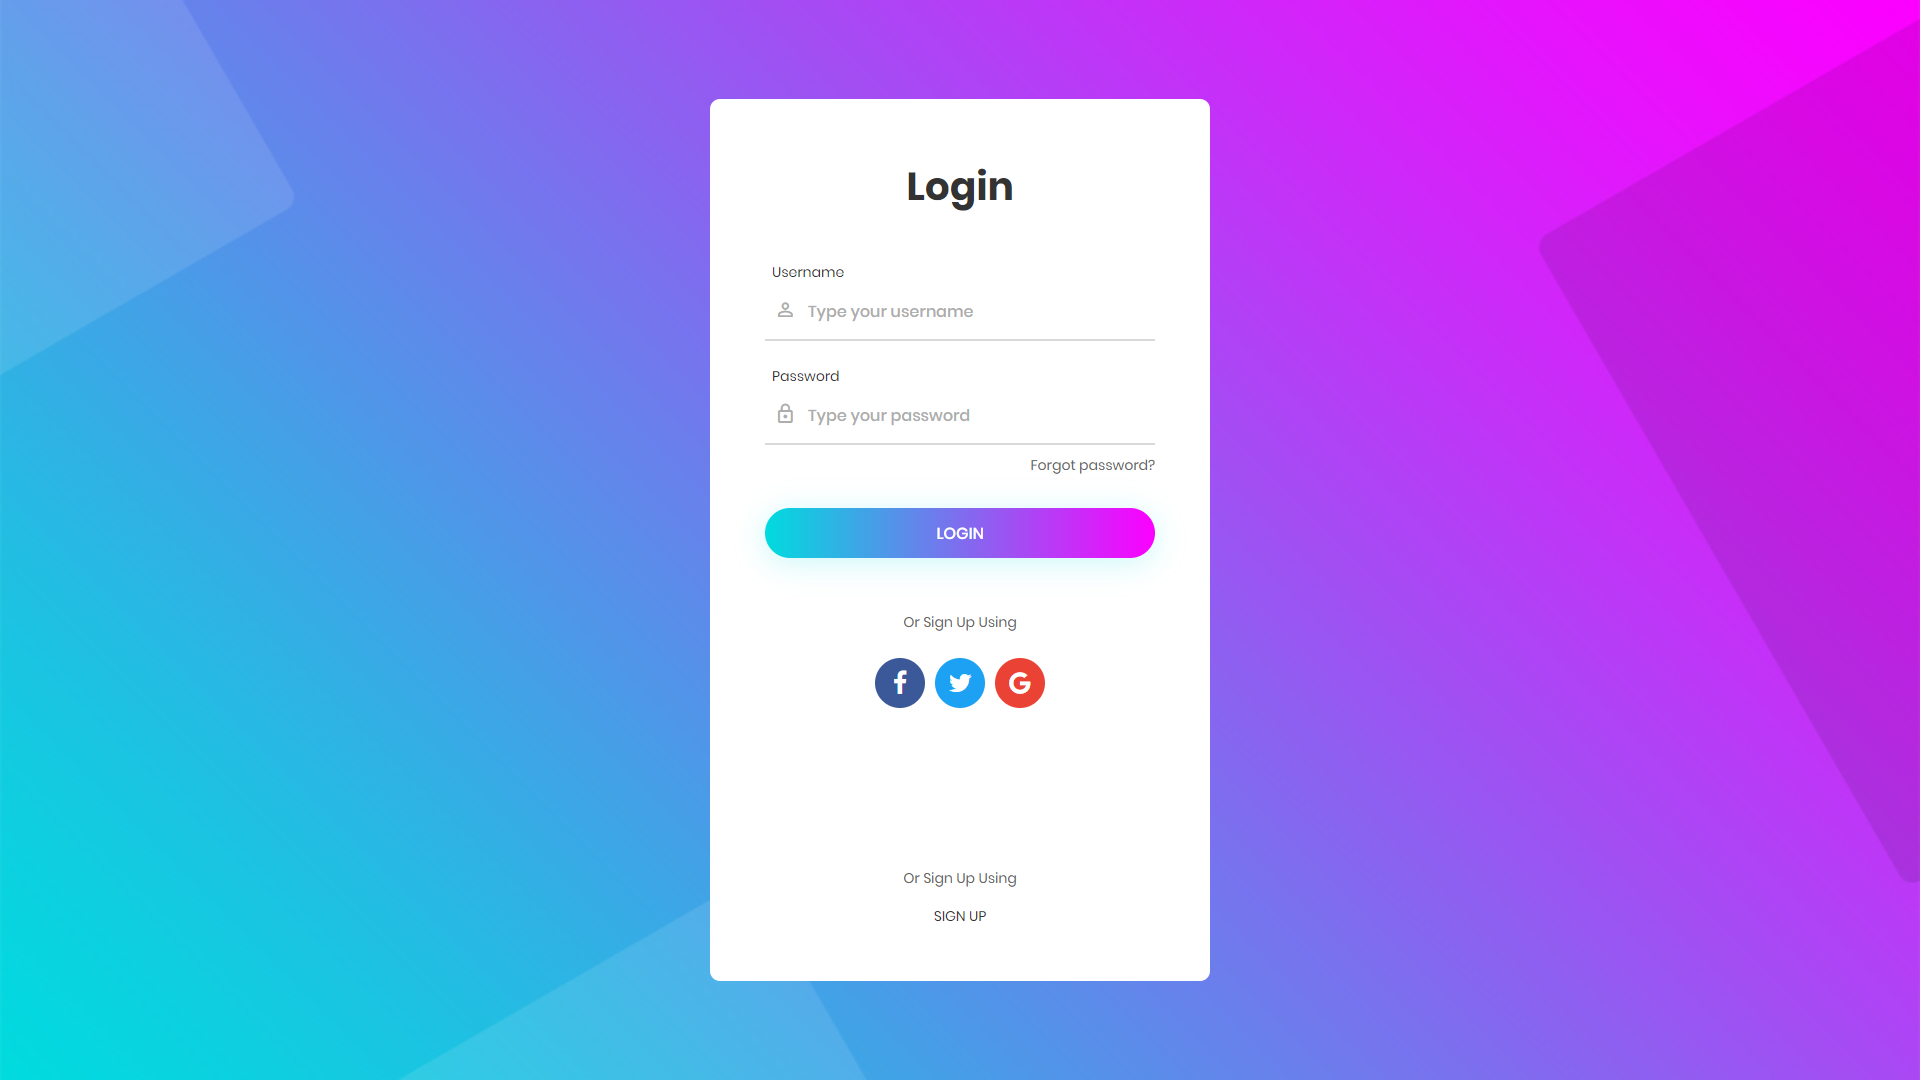 Login
Username
Type your username
Password
Type your password
Forgot password?
LOGIN
Or Sign Up Using
Or Sign Up Using
SIGN UP